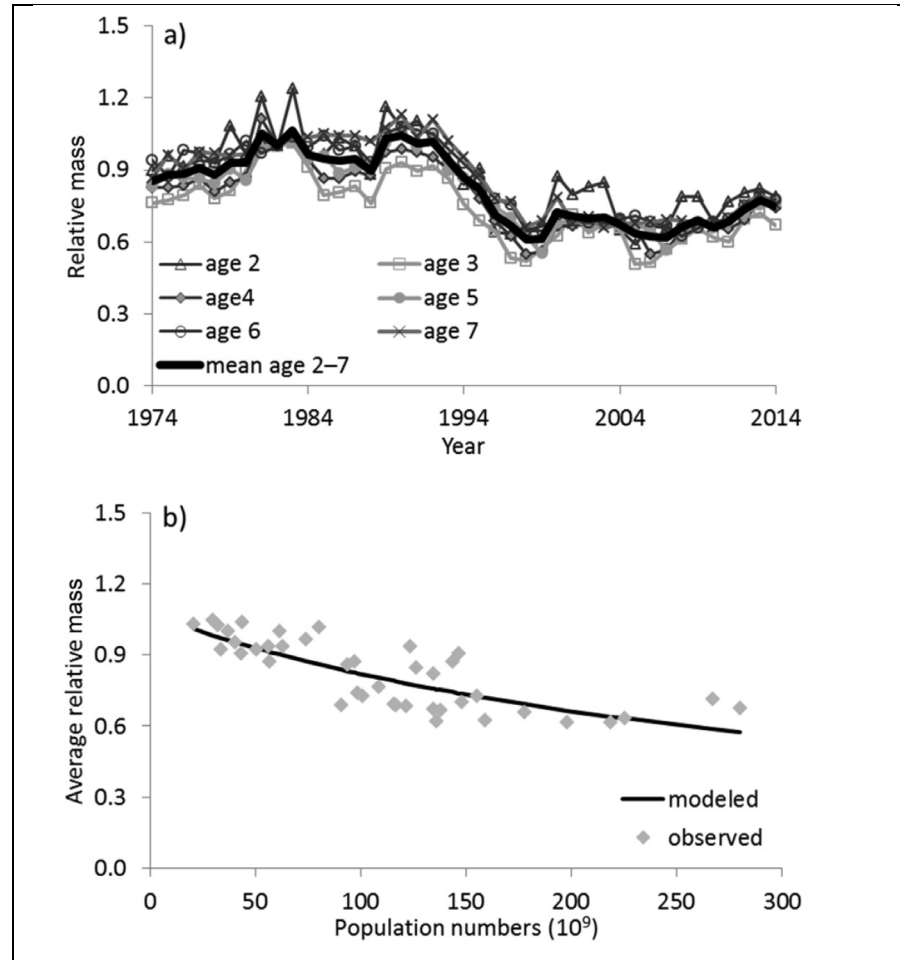 a)
1.5
1.2
0.9
0.6
0.3
0.0
Relative mass
age 2 age 3
age4 age 5
age 6 age 7
mean age 2–7
1974 1984 1994 2004 2014
Year
b)
1.5
1.2
0.9
0.6
0.3
0.0
Average relative mass
modeled
observed
0 50 100 150 200 250 300
Population numbers (10⁹)